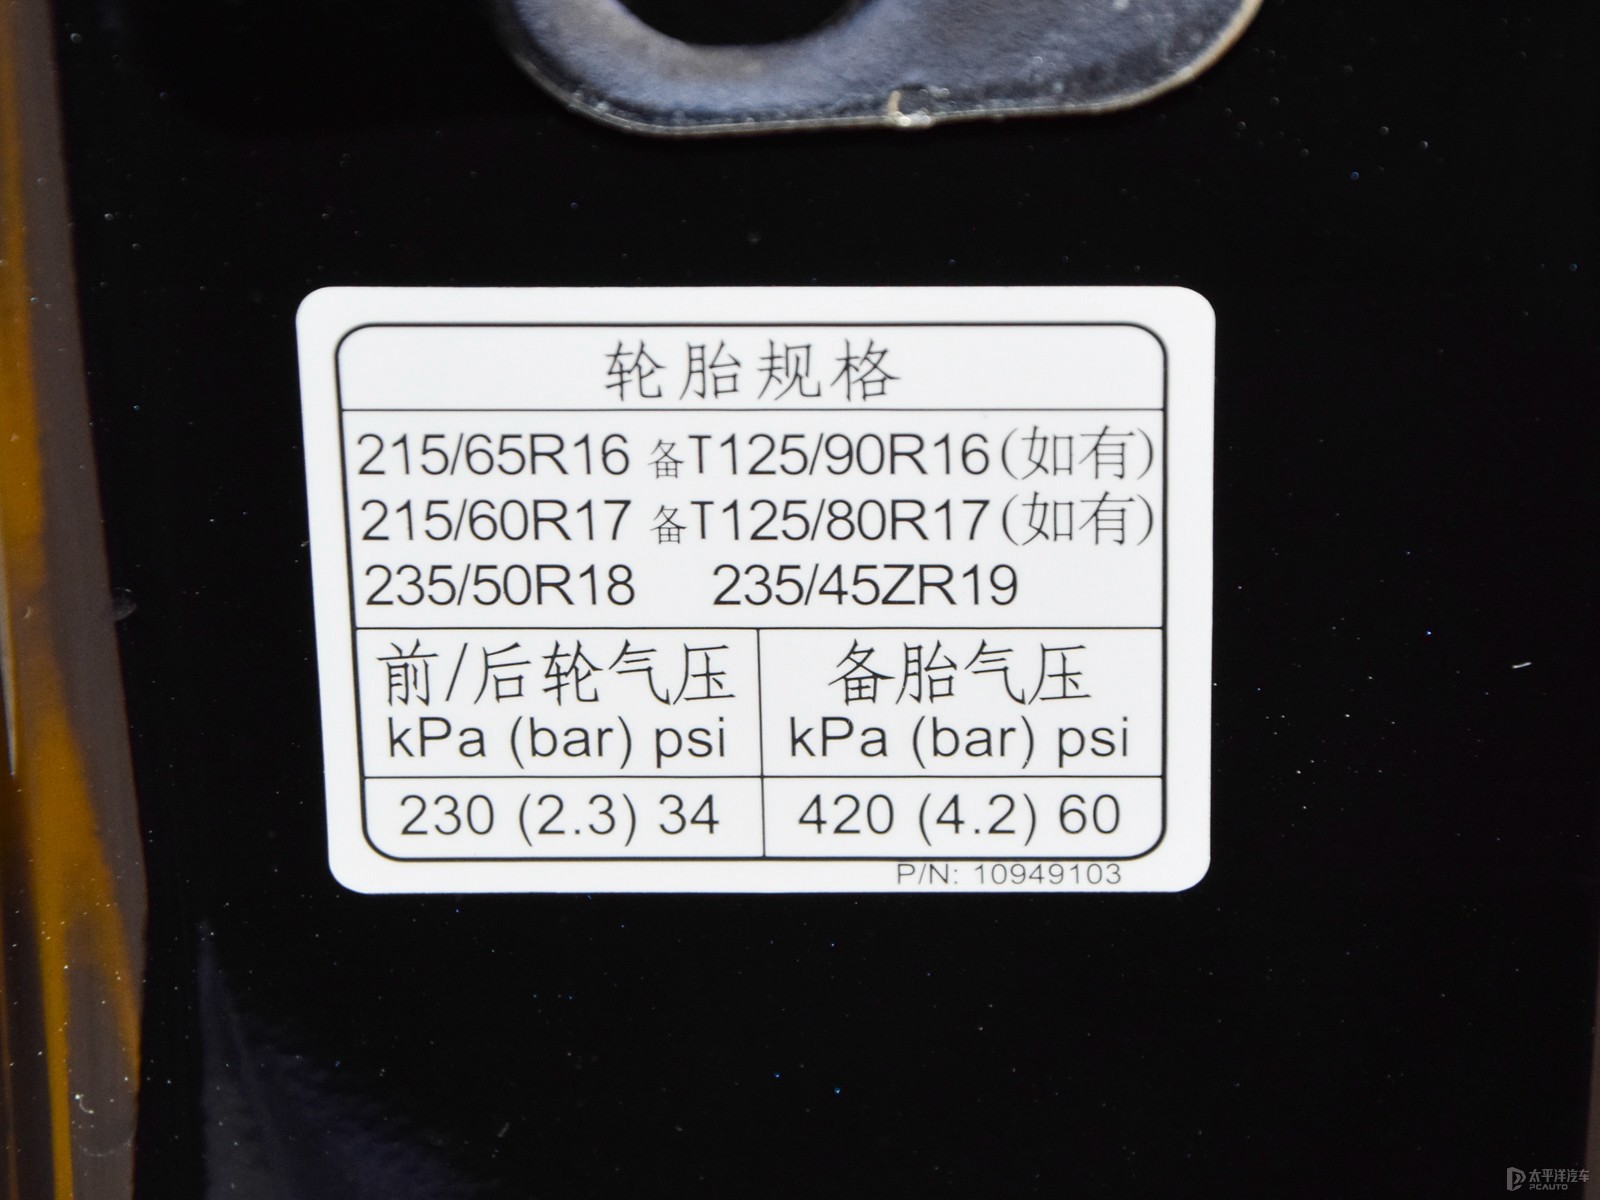 轮胎规格
215/65R16 备T125/90R16(如有)
215/60R17 备T125/80R17(如有)
235/50R18 235/45ZR19
前/后轮气压 备胎气压
kPa (bar) psi kPa (bar) psi
230 (2.3) 34 420 (4.2) 60
P/N: 10949103
太平洋汽车
PCAUTO